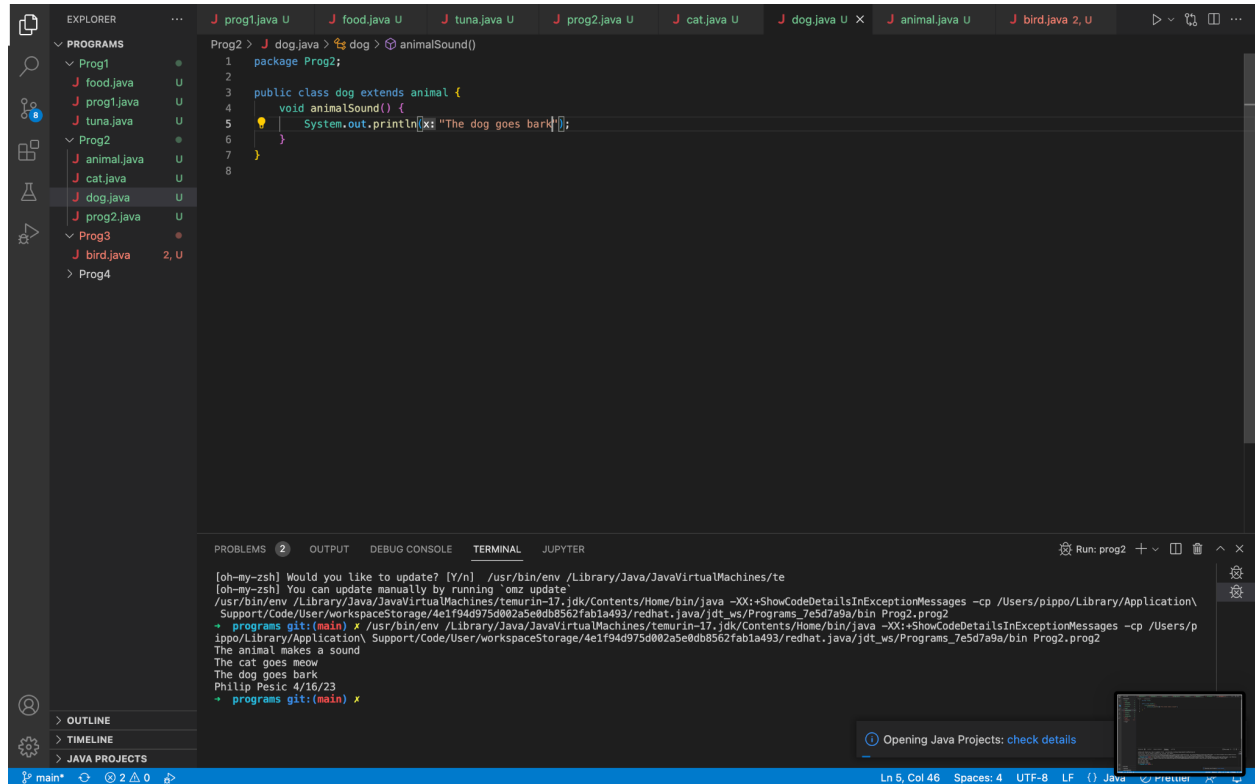 EXPLORER ...
PROGRAMS
Prog1
J food.java U
J prog1.java U
J tuna.java U
Prog2
J animal.java U
J cat.java U
J dog.java U
J prog2.java U
Prog3
J bird.java 2, U
Prog4
8
OUTLINE
TIMELINE
JAVA PROJECTS
J prog1.java U J food.java U J tuna.java U J prog2.java U J cat.java U J dog.java U J animal.java U J bird.java 2, U
Prog2 > J dog.java > dog > animalSound()
1 package Prog2;
2
3 public class dog extends animal {
4 void animalSound() {
5 System.out.println(x: "The dog goes bark");
6 }
7 }
8
PROBLEMS 2 OUTPUT DEBUG CONSOLE TERMINAL JUPYTER Run: prog2
[oh-my-zsh] Would you like to update? [Y/n] /usr/bin/env /Library/Java/JavaVirtualMachines/te
[oh-my-zsh] You can update manually by running `omz update`
/usr/bin/env /Library/Java/JavaVirtualMachines/temurin-17.jdk/Contents/Home/bin/java -XX:+ShowCodeDetailsInExceptionMessages -cp /Users/pippo/Library/Application\
Support/Code/User/workspaceStorage/4e1f94d975d002a5e0db8562fab1a493/redhat.java/jdt_ws/Programs_7e5d7a9a/bin Prog2.prog2
→ programs git:(main) ✗ /usr/bin/env /Library/Java/JavaVirtualMachines/temurin-17.jdk/Contents/Home/bin/java -XX:+ShowCodeDetailsInExceptionMessages -cp /Users/p
ippo/Library/Application\ Support/Code/User/workspaceStorage/4e1f94d975d002a5e0db8562fab1a493/redhat.java/jdt_ws/Programs_7e5d7a9a/bin Prog2.prog2
The animal makes a sound
The cat goes meow
The dog goes bark
Philip Pesic 4/16/23
→ programs git:(main) ✗
Opening Java Projects: check details
main* 2 0 Ln 5, Col 46 Spaces: 4 UTF-8 LF {} Java Prettier